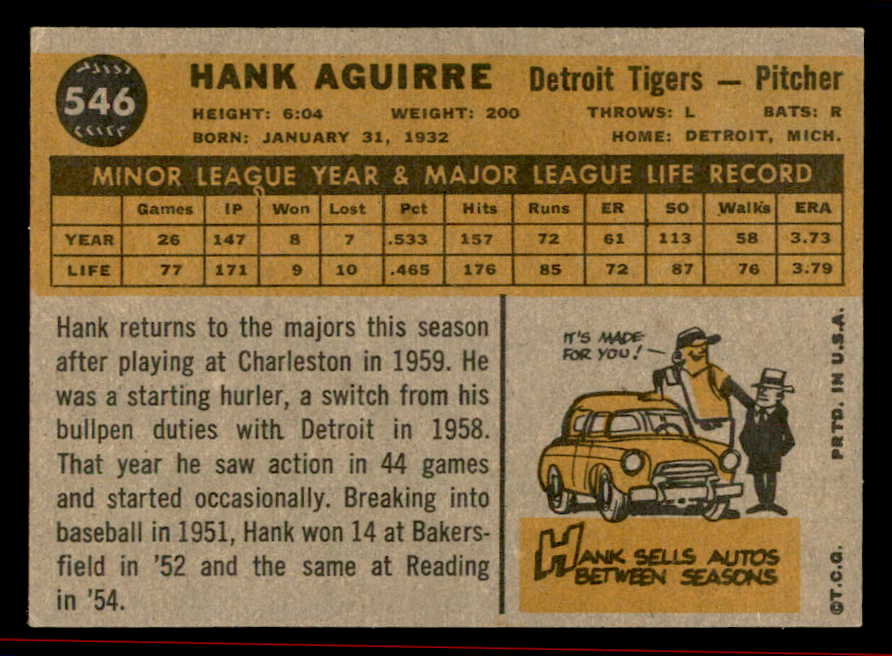 546
HANK AGUIRRE Detroit Tigers — Pitcher
HEIGHT: 6:04 WEIGHT: 200 THROWS: L BATS: R
BORN: JANUARY 31, 1932 HOME: DETROIT, MICH.
MINOR LEAGUE YEAR & MAJOR LEAGUE LIFE RECORD
Games IP Won Lost Pct Hits Runs ER SO Walks ERA
YEAR 26 147 8 7 .533 157 72 61 113 58 3.73
LIFE 77 171 9 10 .465 176 85 72 87 76 3.79
Hank returns to the majors this season
after playing at Charleston in 1959. He
was a starting hurler, a switch from his
bullpen duties with Detroit in 1958.
That year he saw action in 44 games
and started occasionally. Breaking into
baseball in 1951, Hank won 14 at Bakers-
field in '52 and the same at Reading
in '54.
IT'S MADE
FOR YOU! —
HANK SELLS AUTOS
BETWEEN SEASONS
©T.C.G. PRTD. IN U.S.A.